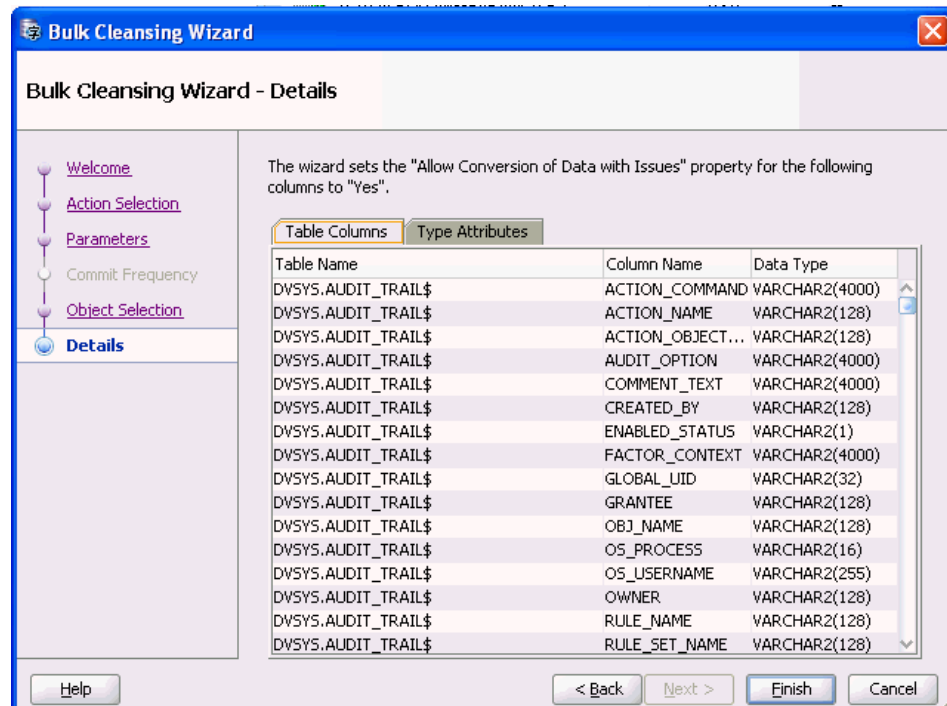 Bulk Cleansing Wizard
Bulk Cleansing Wizard - Details
Welcome
Action Selection
Parameters
Commit Frequency
Object Selection
Details
The wizard sets the "Allow Conversion of Data with Issues" property for the following
columns to "Yes".
Table Columns Type Attributes
Table Name Column Name Data Type
DVSYS.AUDIT_TRAIL$ ACTION_COMMAND VARCHAR2(4000)
DVSYS.AUDIT_TRAIL$ ACTION_NAME VARCHAR2(128)
DVSYS.AUDIT_TRAIL$ ACTION_OBJECT... VARCHAR2(128)
DVSYS.AUDIT_TRAIL$ AUDIT_OPTION VARCHAR2(4000)
DVSYS.AUDIT_TRAIL$ COMMENT_TEXT VARCHAR2(4000)
DVSYS.AUDIT_TRAIL$ CREATED_BY VARCHAR2(128)
DVSYS.AUDIT_TRAIL$ ENABLED_STATUS VARCHAR2(1)
DVSYS.AUDIT_TRAIL$ FACTOR_CONTEXT VARCHAR2(4000)
DVSYS.AUDIT_TRAIL$ GLOBAL_UID VARCHAR2(32)
DVSYS.AUDIT_TRAIL$ GRANTEE VARCHAR2(128)
DVSYS.AUDIT_TRAIL$ OBJ_NAME VARCHAR2(128)
DVSYS.AUDIT_TRAIL$ OS_PROCESS VARCHAR2(16)
DVSYS.AUDIT_TRAIL$ OS_USERNAME VARCHAR2(255)
DVSYS.AUDIT_TRAIL$ OWNER VARCHAR2(128)
DVSYS.AUDIT_TRAIL$ RULE_NAME VARCHAR2(128)
DVSYS.AUDIT_TRAIL$ RULE_SET_NAME VARCHAR2(128)
Help < Back Next > Finish Cancel